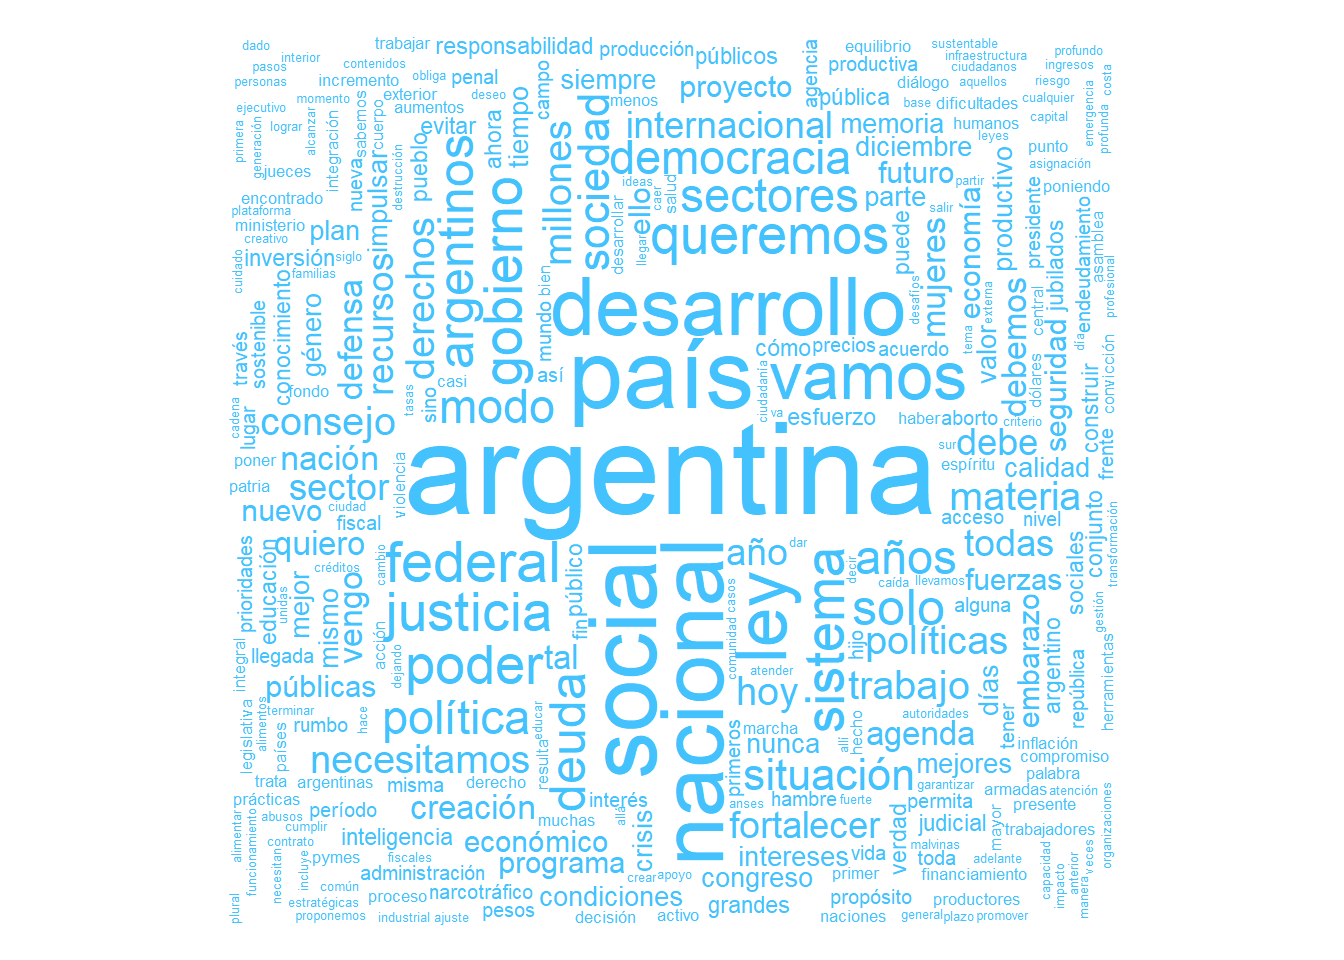 dado
interior
trabajar
responsabilidad
producción
públicos
agencia
equilibrio
sustentable
infraestructura
profundo
pasos
contenidos
siempre
proyecto
productiva
ciudadanos
ingresos
costa
personas
incremento
obliga
penal
campo
menos
diálogo
aquellos
riesgo
ejecutivo
momento
exterior
deseo
sociedad
pública
base
dificultades
cualquier
emergencia
profunda
primera
generación
lograr
alcanzar
sabemos
cuerpo
aumentos
evitar
ahora
tiempo
millones
internacional
memoria
humanos
capital
leyes
integración
jueces
nueva
impulsar
destrucción
pueblo
argentinos
gobierno
ideas
caer
salud
democracia
diciembre
punto
asignación
encontrado
plataforma
ministerio
creativo
plan
recursos
derechos
desarrollar
llegar
ello
sectores
futuro
parte
partir
salir
productivo
poniendo
presidente
asamblea
cuidado
inversión
siglo
familias
defensa
mundo
bien
queremos
puede
mujeres
economía
desafíos
externa
tema
debemos
seguridad
jubilados
endeudamiento
día
profesional
central
dólares
través
sostenible
conocimiento
género
desarrollo
valor
fondo
casi
así
país
cómo
precios
acuerdo
vamos
construir
convicción
cadena
lugar
consejo
tasas
sino
modo
ciudadanía
va
esfuerzo
haber
aborto
criterio
frente
poner
nación
argentina
sur
debe
espíritu
calidad
patria
sector
violencia
materia
nuevo
ciudad
fiscal
acceso
nivel
conjunto
transformación
prioridades
educación
unidas
quiero
créditos
mejor
mismo
vengo
cambio
federal
público
fin
social
nacional
año
dar
ley
sistema
decir
años
caída
llevamos
todas
fuerzas
sociales
gestión
integral
llegada
acción
dejando
justicia
comunidad
casos
hijo
solo
alguna
políticas
embarazo
argentino
república
herramientas
públicas
poder
tal
atender
hoy
trabajo
días
legislativa
alimentos
terminar
países
rumbo
hace
política
deuda
educar
resulta
primeros
marcha
nunca
allí
hecho
autoridades
agenda
tener
inflación
compromiso
necesitamos
situación
mejores
palabra
trata
argentinas
misma
derecho
interés
anses
hambre
fuerte
garantizar
armadas
atención
prácticas
abusos
período
creación
muchas
allá
crisis
fortalecer
verdad
permita
presente
mayor
organizaciones
alimentar
funcionamiento
cumplir
contrato
inteligencia
económico
judicial
malvinas
trabajadores
necesitan
incluye
pymes
fiscales
programa
intereses
vida
toda
adelante
capacidad
impacto
anterior
veces
manera
administración
crear
apoyo
congreso
primer
financiamiento
plural
común
estratégicas
proceso
narcotráfico
condiciones
grandes
propósito
productores
proponemos
industrial
ajuste
pesos
decisión
activo
naciones
general
plazo
promover